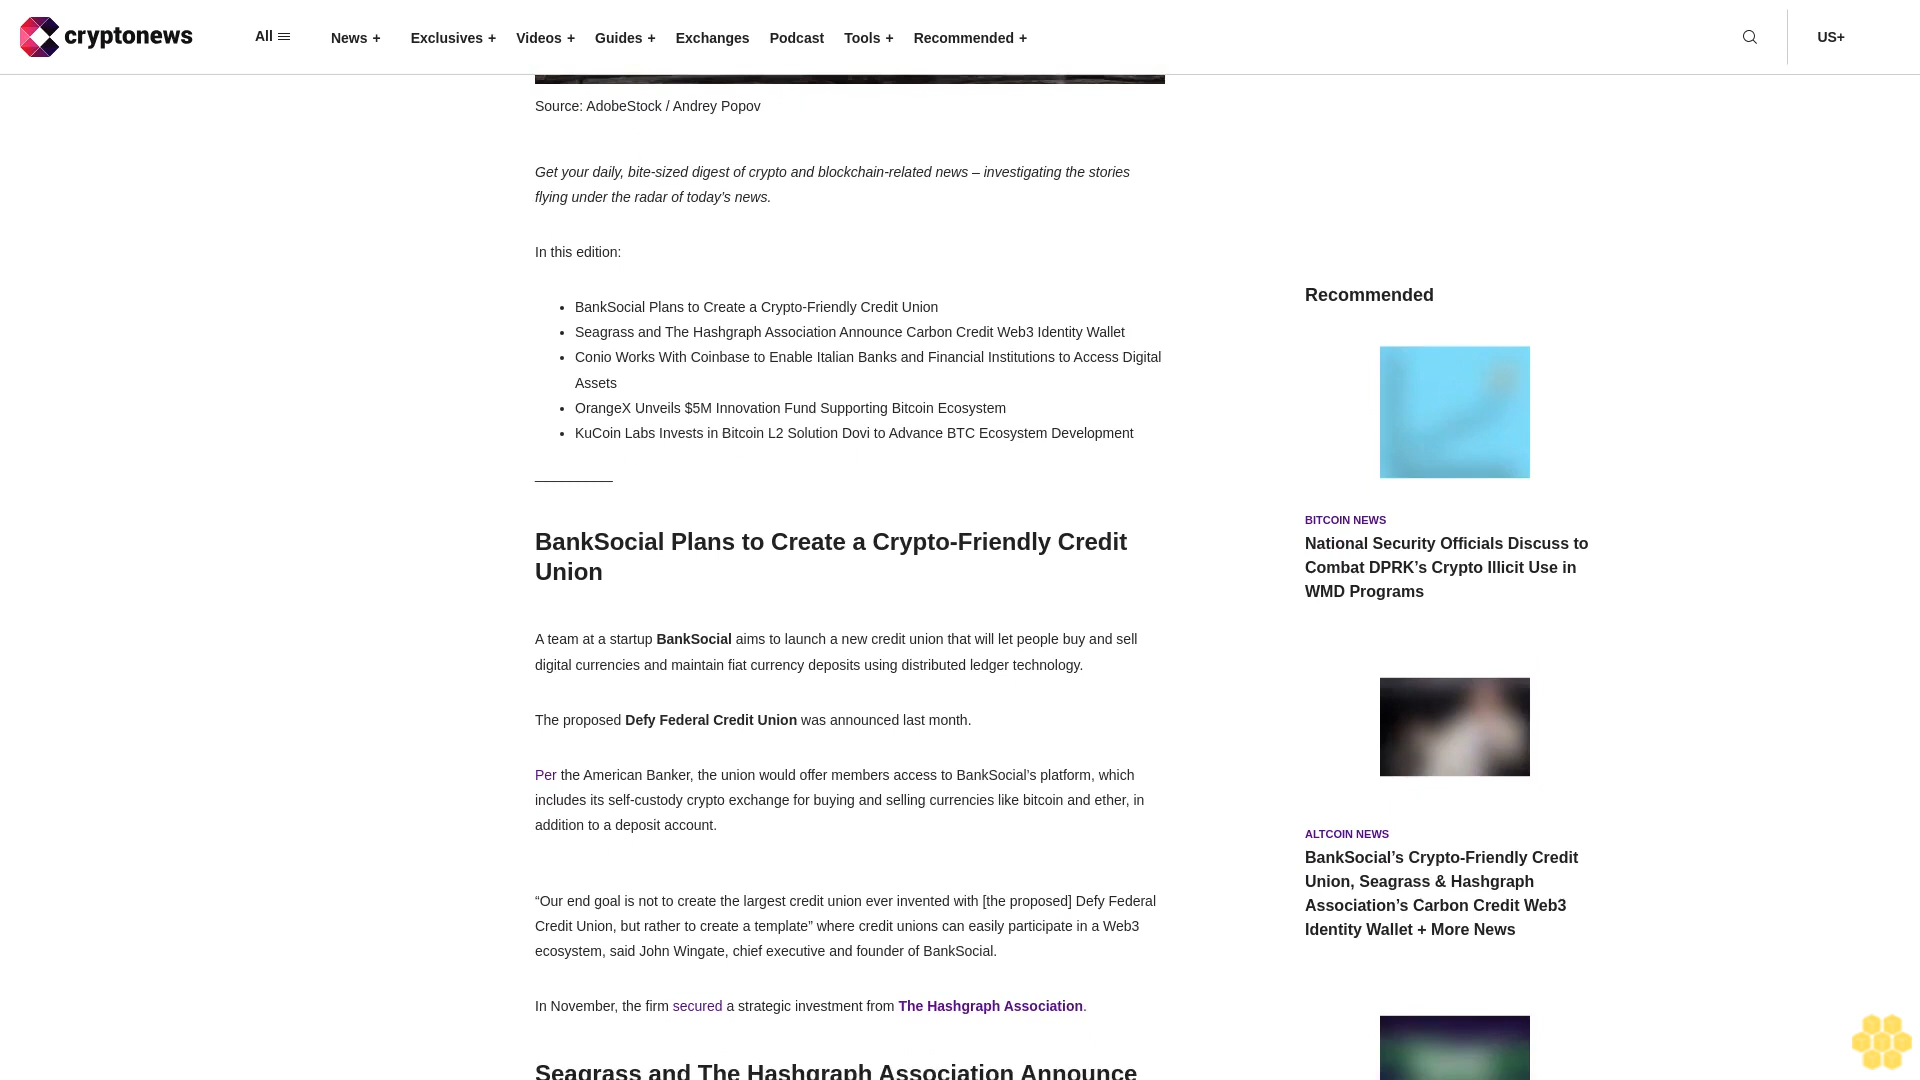 cryptonews
All
News +
Exclusives +
Videos +
Guides +
Exchanges
Podcast
Tools +
Recommended +
US+
Source: AdobeStock / Andrey Popov
Get your daily, bite-sized digest of crypto and blockchain-related news – investigating the stories
flying under the radar of today’s news.
In this edition:
• BankSocial Plans to Create a Crypto-Friendly Credit Union
• Seagrass and The Hashgraph Association Announce Carbon Credit Web3 Identity Wallet
• Conio Works With Coinbase to Enable Italian Banks and Financial Institutions to Access Digital
Assets
• OrangeX Unveils $5M Innovation Fund Supporting Bitcoin Ecosystem
• KuCoin Labs Invests in Bitcoin L2 Solution Dovi to Advance BTC Ecosystem Development
__________
BankSocial Plans to Create a Crypto-Friendly Credit
Union
A team at a startup BankSocial aims to launch a new credit union that will let people buy and sell
digital currencies and maintain fiat currency deposits using distributed ledger technology.
The proposed Defy Federal Credit Union was announced last month.
Per the American Banker, the union would offer members access to BankSocial’s platform, which
includes its self-custody crypto exchange for buying and selling currencies like bitcoin and ether, in
addition to a deposit account.
“Our end goal is not to create the largest credit union ever invented with [the proposed] Defy Federal
Credit Union, but rather to create a template” where credit unions can easily participate in a Web3
ecosystem, said John Wingate, chief executive and founder of BankSocial.
In November, the firm secured a strategic investment from The Hashgraph Association.
Seagrass and The Hashgraph Association Announce
Recommended
BITCOIN NEWS
National Security Officials Discuss to
Combat DPRK’s Crypto Illicit Use in
WMD Programs
ALTCOIN NEWS
BankSocial’s Crypto-Friendly Credit
Union, Seagrass & Hashgraph
Association’s Carbon Credit Web3
Identity Wallet + More News